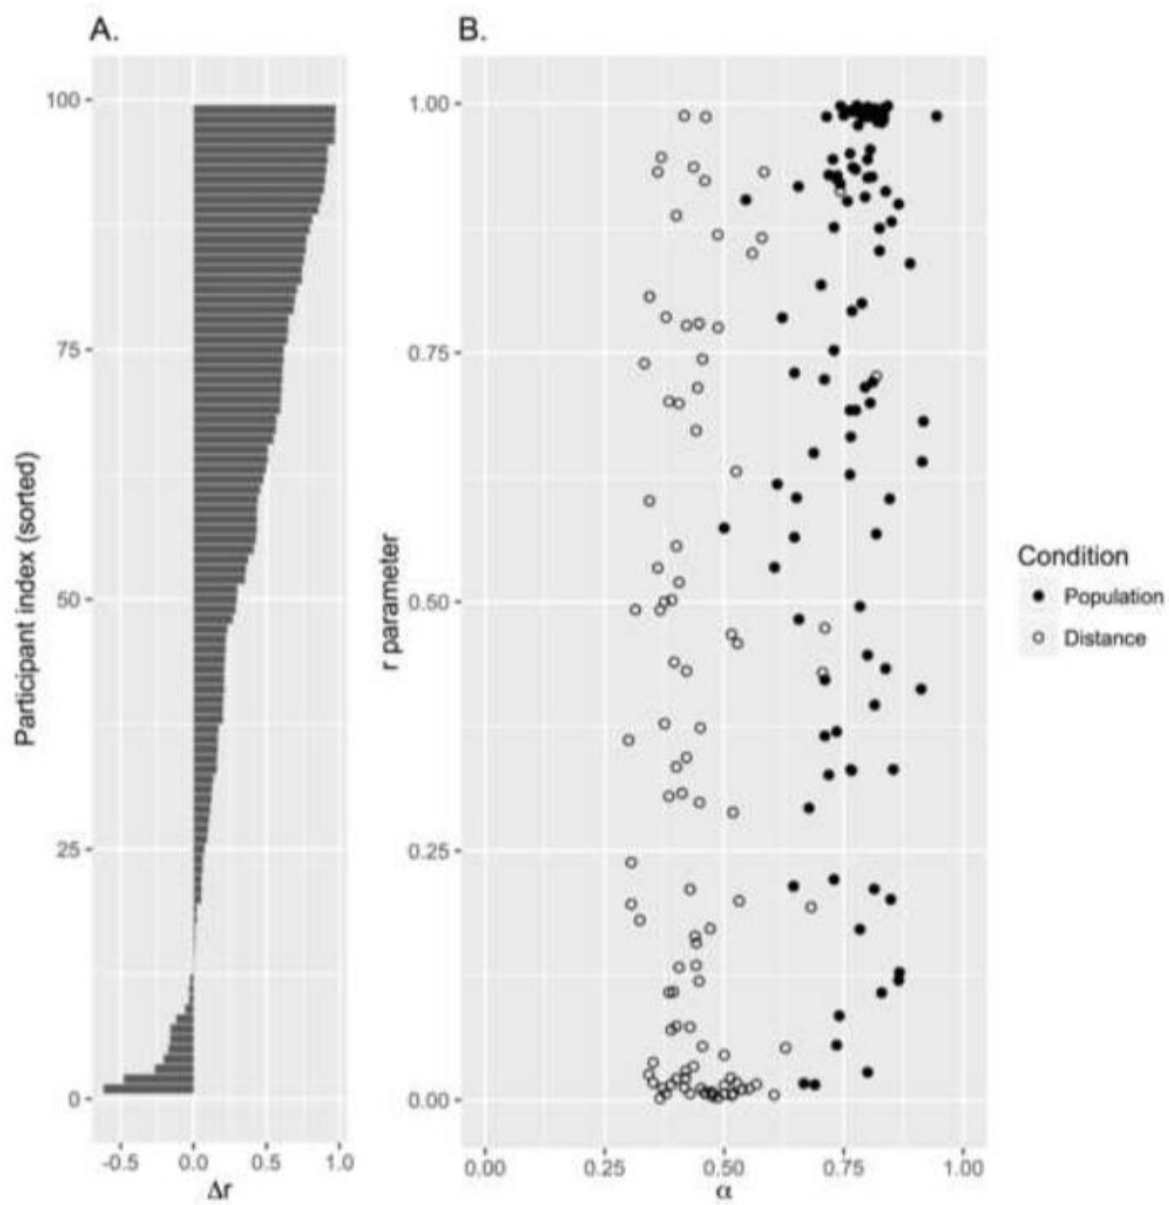 A.
100
75
50
25
0
Participant index (sorted)
-0.5 0.0 0.5 1.0
Δr
B.
1.00
0.75
0.50
0.25
0.00
r parameter
0.00 0.25 0.50 0.75 1.00
α
Condition
Population
Distance